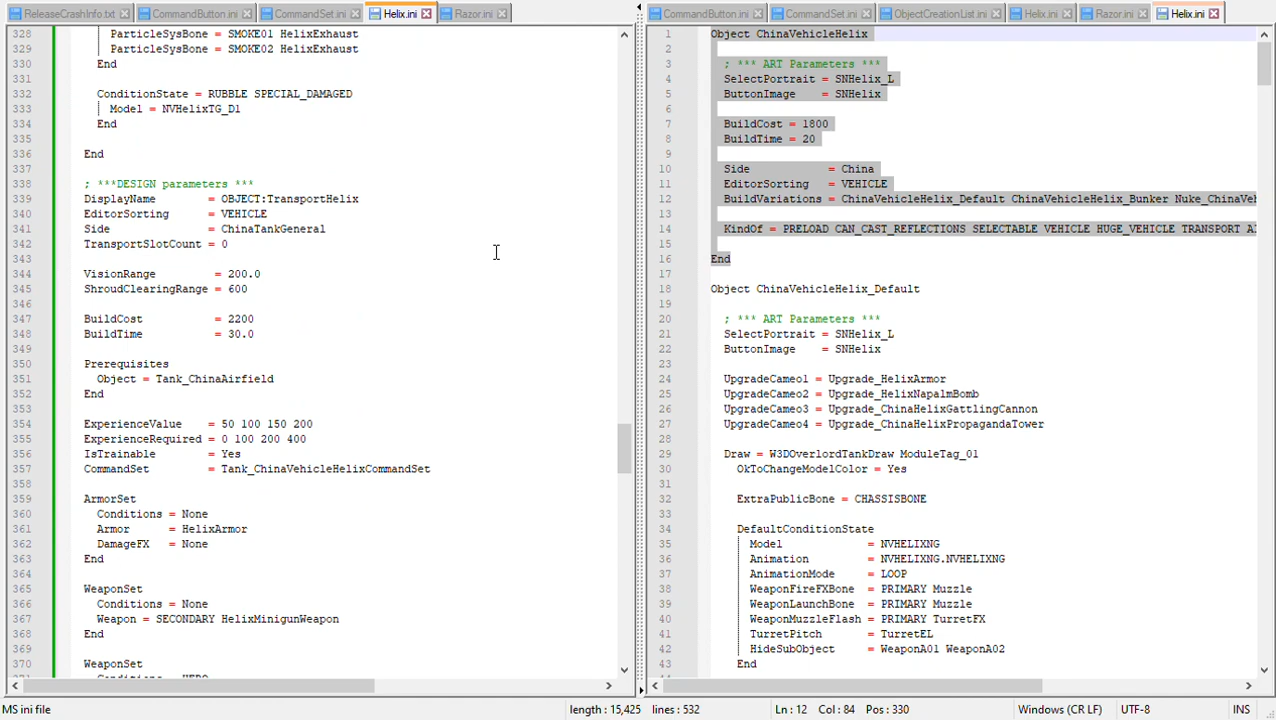 ReleaseCrashInfo.txt CommandButton.ini CommandSet.ini Helix.ini Razor.ini
328 ParticleSysBone = SMOKE01 HelixExhaust
329 ParticleSysBone = SMOKE02 HelixExhaust
330 End
331
332 ConditionState = RUBBLE SPECIAL_DAMAGED
333 Model = NVHelixTG_D1
334 End
335
336 End
337
338 ; ***DESIGN parameters ***
339 DisplayName = OBJECT:TransportHelix
340 EditorSorting = VEHICLE
341 Side = ChinaTankGeneral
342 TransportSlotCount = 0
343
344 VisionRange = 200.0
345 ShroudClearingRange = 600
346
347 BuildCost = 2200
348 BuildTime = 30.0
349
350 Prerequisites
351 Object = Tank_ChinaAirfield
352 End
353
354 ExperienceValue = 50 100 150 200
355 ExperienceRequired = 0 100 200 400
356 IsTrainable = Yes
357 CommandSet = Tank_ChinaVehicleHelixCommandSet
358
359 ArmorSet
360 Conditions = None
361 Armor = HelixArmor
362 DamageFX = None
363 End
364
365 WeaponSet
366 Conditions = None
367 Weapon = SECONDARY HelixMinigunWeapon
368 End
369
370 WeaponSet
CommandButton.ini CommandSet.ini ObjectCreationList.ini Helix.ini Razor.ini Helix.ini
1 Object ChinaVehicleHelix
2
3 ; *** ART Parameters ***
4 SelectPortrait = SNHelix_L
5 ButtonImage = SNHelix
6
7 BuildCost = 1800
8 BuildTime = 20
9
10 Side = China
11 EditorSorting = VEHICLE
12 BuildVariations = ChinaVehicleHelix_Default ChinaVehicleHelix_Bunker Nuke_ChinaVeh
13
14 KindOf = PRELOAD CAN_CAST_REFLECTIONS SELECTABLE VEHICLE HUGE_VEHICLE TRANSPORT AI
15
16 End
17
18 Object ChinaVehicleHelix_Default
19
20 ; *** ART Parameters ***
21 SelectPortrait = SNHelix_L
22 ButtonImage = SNHelix
23
24 UpgradeCameo1 = Upgrade_HelixArmor
25 UpgradeCameo2 = Upgrade_HelixNapalmBomb
26 UpgradeCameo3 = Upgrade_ChinaHelixGattlingCannon
27 UpgradeCameo4 = Upgrade_ChinaHelixPropagandaTower
28
29 Draw = W3DOverlordTankDraw ModuleTag_01
30 OkToChangeModelColor = Yes
31
32 ExtraPublicBone = CHASSISBONE
33
34 DefaultConditionState
35 Model = NVHELIXNG
36 Animation = NVHELIXNG.NVHELIXNG
37 AnimationMode = LOOP
38 WeaponFireFXBone = PRIMARY Muzzle
39 WeaponLaunchBone = PRIMARY Muzzle
40 WeaponMuzzleFlash = PRIMARY TurretFX
41 TurretPitch = TurretEL
42 HideSubObject = WeaponA01 WeaponA02
43 End
MS ini file length : 15,425 lines : 532 Ln : 12 Col : 84 Pos : 330 Windows (CR LF) UTF-8 INS